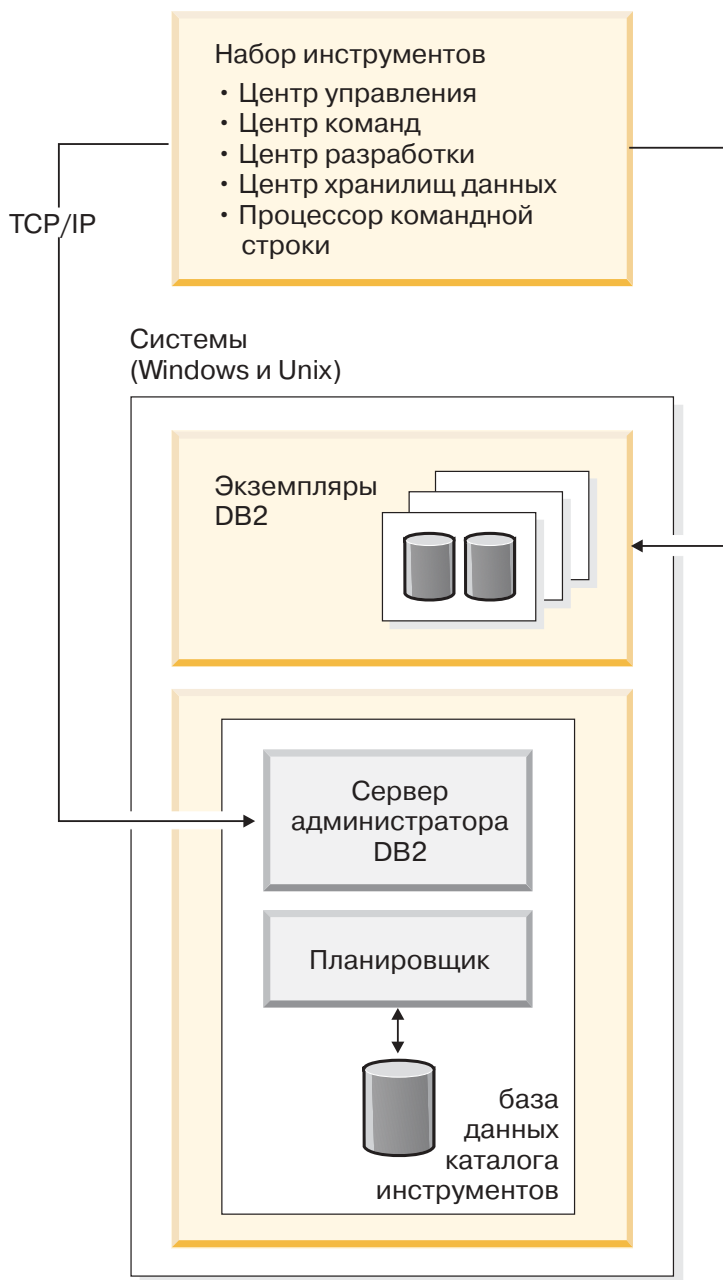 Набор инструментов
• Центр управления
• Центр команд
• Центр разработки
• Центр хранилищ данных
• Процессор командной
строки
TCP/IP
Системы
(Windows и Unix)
Экземпляры
DB2
Сервер
администратора
DB2
Планировщик
база
данных
каталога
инструментов